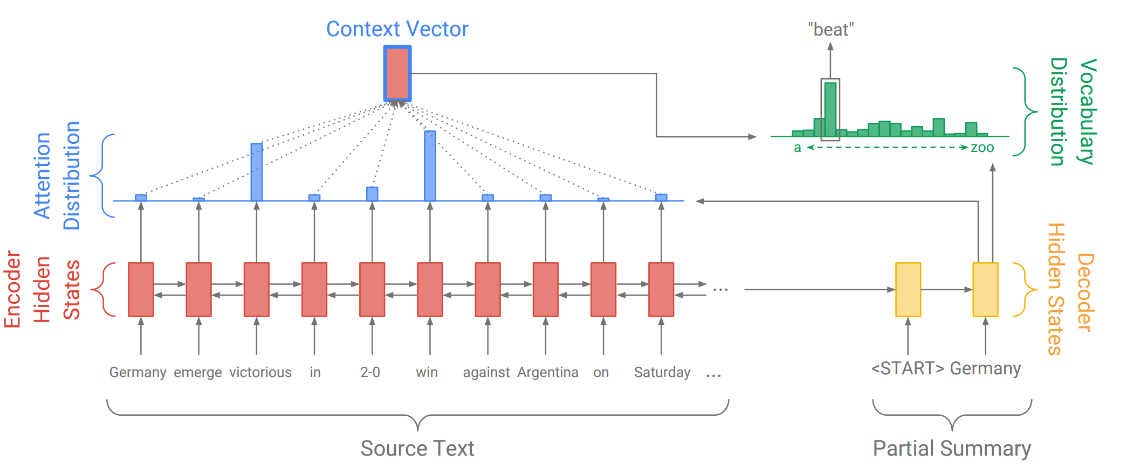 Context Vector
"beat"
a
zoo
Vocabulary
Distribution
Attention
Distribution
Encoder
Hidden
States
...
Decoder
Hidden States
Germany emerge victorious in 2-0 win against Argentina on Saturday ...
<START> Germany
Source Text
Partial Summary